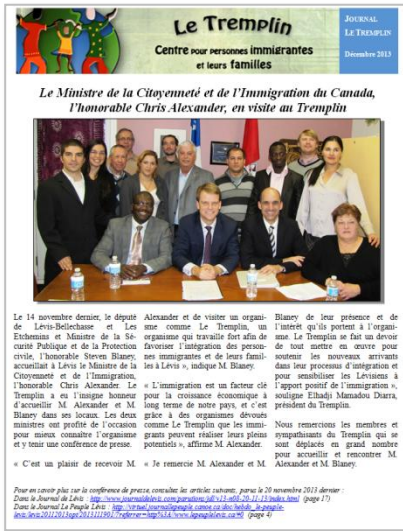 Le Tremplin
Centre pour personnes immigrantes
et leurs familles
JOURNAL
LE TREMPLIN
Décembre 2013
Le Ministre de la Citoyenneté et de l'Immigration du Canada,
l'honorable Chris Alexander, en visite au Tremplin
Le 14 novembre dernier, le député
de Lévis-Bellechasse et Les
Etchemins et Ministre de la Sé-
curité Publique et de la Protection
civile, l'honorable Steven Blaney,
accueillait à Lévis le Ministre de la
Citoyenneté et de l'Immigration,
l'honorable Chris Alexander. Le
Tremplin a eu l'insigne honneur
d'accueillir M. Alexander et M.
Blaney dans ses locaux. Les deux
ministres ont profité de l'occasion
pour mieux connaître l'organisme
et y tenir une conférence de presse.
« C'est un plaisir de recevoir M.
Alexander et de visiter un organi-
sme comme Le Tremplin, un
organisme qui travaille fort afin de
favoriser l'intégration des person-
nes immigrantes et de leurs famil-
les à Lévis », indique M. Blaney.
« L'immigration est un facteur clé
pour la croissance économique à
long terme de notre pays, et c'est
grâce à des organismes dévoués
comme Le Tremplin que les immi-
grants peuvent réaliser leurs pleins
potentiels », affirme M. Alexander.
« Je remercie M. Alexander et M.
Blaney de leur présence et de
l'intérêt qu'ils portent à l'organi-
sme. Le Tremplin se fait un devoir
de tout mettre en œuvre pour
soutenir les nouveaux arrivants
dans leur processus d'intégration et
pour sensibiliser les Lévisiens à
l'apport positif de l'immigration »,
souligne Elhadji Mamadou Diarra,
président du Tremplin.
Nous remercions les membres et
sympathisants du Tremplin qui se
sont déplacés en grand nombre
pour accueillir et rencontrer M.
Alexander et M. Blaney.
Pour en savoir plus sur la conférence de presse, consultez les articles suivants, parus le 20 novembre 2013 dernier :
Dans le Journal de Lévis : (page 17)
Dans le Journal Le Peuple Lévis :
(page 4)